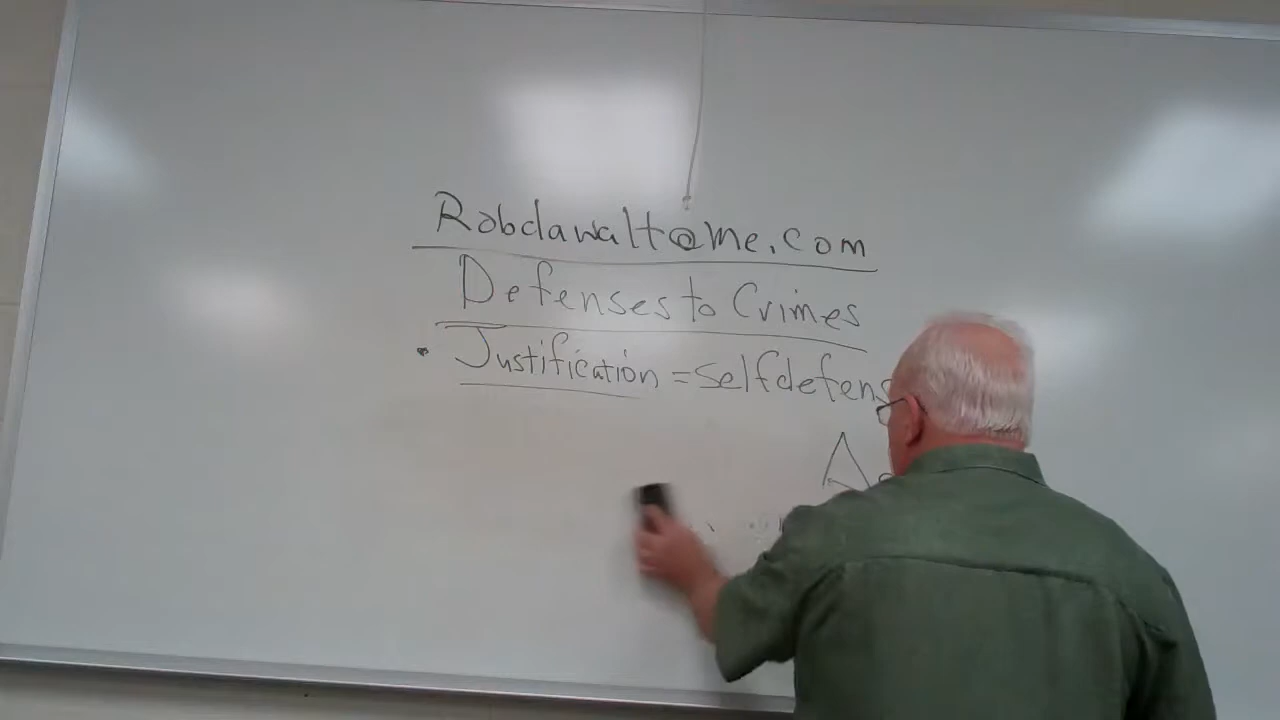 Robdawalt@me.com
Defenses to Crimes
• Justification = selfdefens